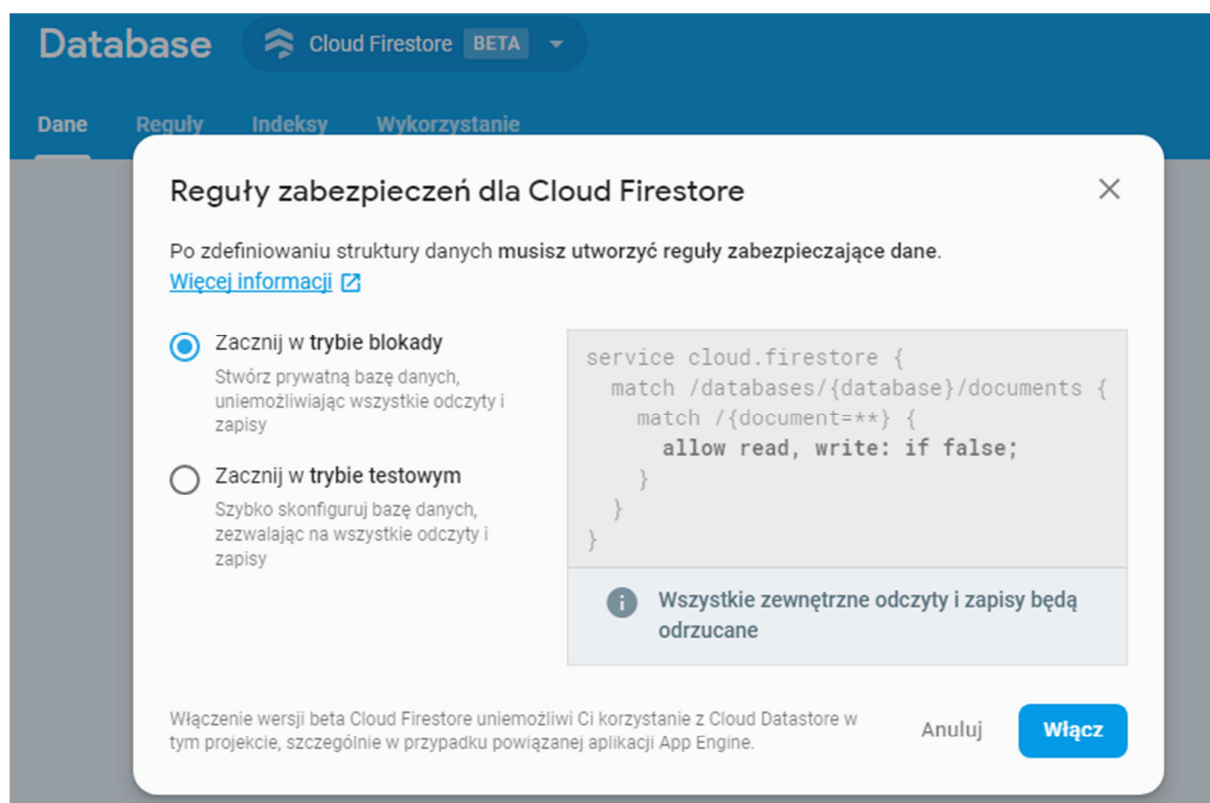 Database Cloud Firestore BETA
Dane Reguły Indeksy Wykorzystanie
Reguły zabezpieczeń dla Cloud Firestore
Po zdefiniowaniu struktury danych musisz utworzyć reguły zabezpieczające dane.
Więcej informacji
Zacznij w trybie blokady
Stwórz prywatną bazę danych,
uniemożliwiając wszystkie odczyty i
zapisy
Zacznij w trybie testowym
Szybko skonfiguruj bazę danych,
zezwalając na wszystkie odczyty i
zapisy
service cloud.firestore {
match /databases/{database}/documents {
match /{document=**} {
allow read, write: if false;
}
}
}
Wszystkie zewnętrzne odczyty i zapisy będą
odrzucane
Włączenie wersji beta Cloud Firestore uniemożliwi Ci korzystanie z Cloud Datastore w
tym projekcie, szczególnie w przypadku powiązanej aplikacji App Engine.
Anuluj Włącz